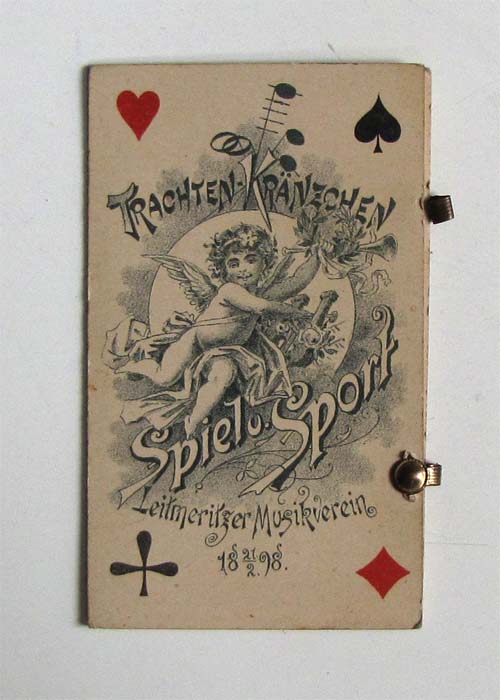 TRACHTEN-KRÄNZCHEN
Spiel u. Sport
Leitmeritzer Musikverein
18 21/2. 98.